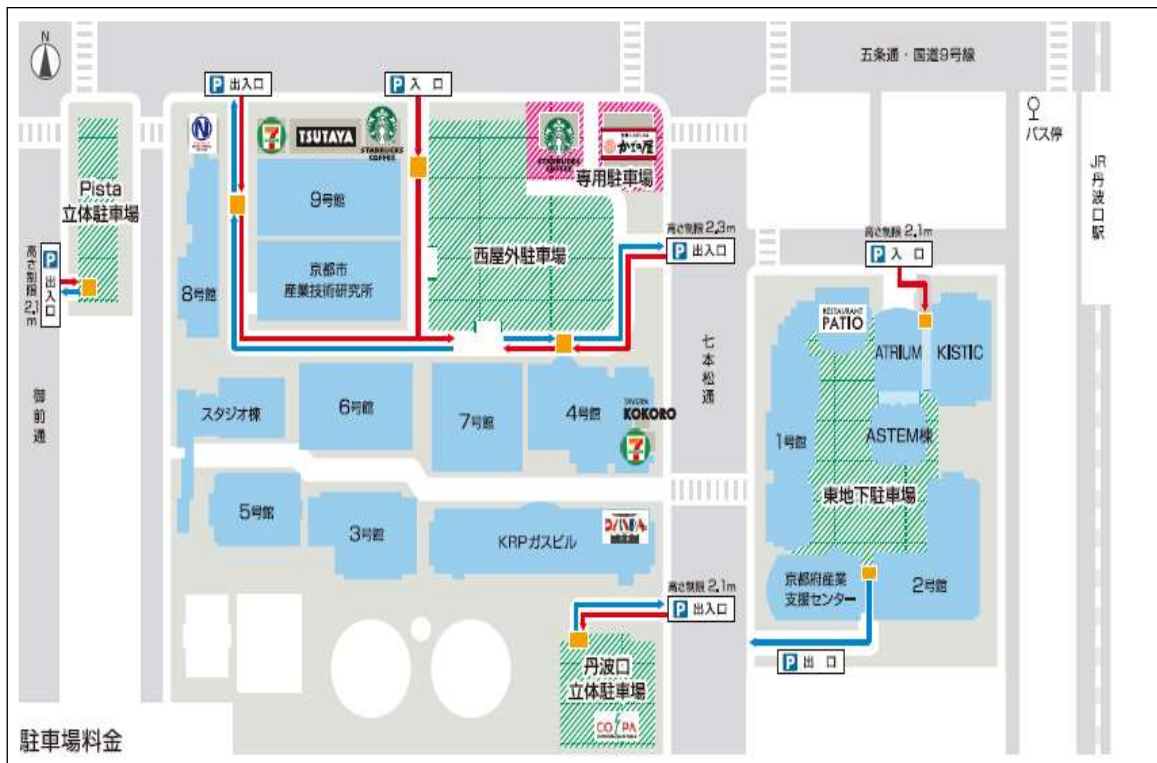 N
五条通・国道9号線
P 出入口
P 入 口
バス停
TSUTAYA
STARBUCKS COFFEE
STARBUCKS COFFEE
かごの屋
専用駐車場
JR丹波口駅
Pista
立体駐車場
9号館
西屋外駐車場
高さ制限 2.3m
P 出入口
高さ制限 2.1m
P 入 口
高さ制限2.1m
P 出入口
8号館
京都市
産業技術研究所
RESTAURANT
PATIO
ATRIUM
KISTIC
七本松通
御前通
スタジオ棟
6号館
7号館
4号館
TAVERN
KOKORO
1号館
ASTEM棟
東地下駐車場
5号館
3号館
KRPガスビル
京都府産業
支援センター
2号館
高さ制限 2.1m
P 出入口
P 出 口
丹波口
立体駐車場
CO PA
駐車場料金